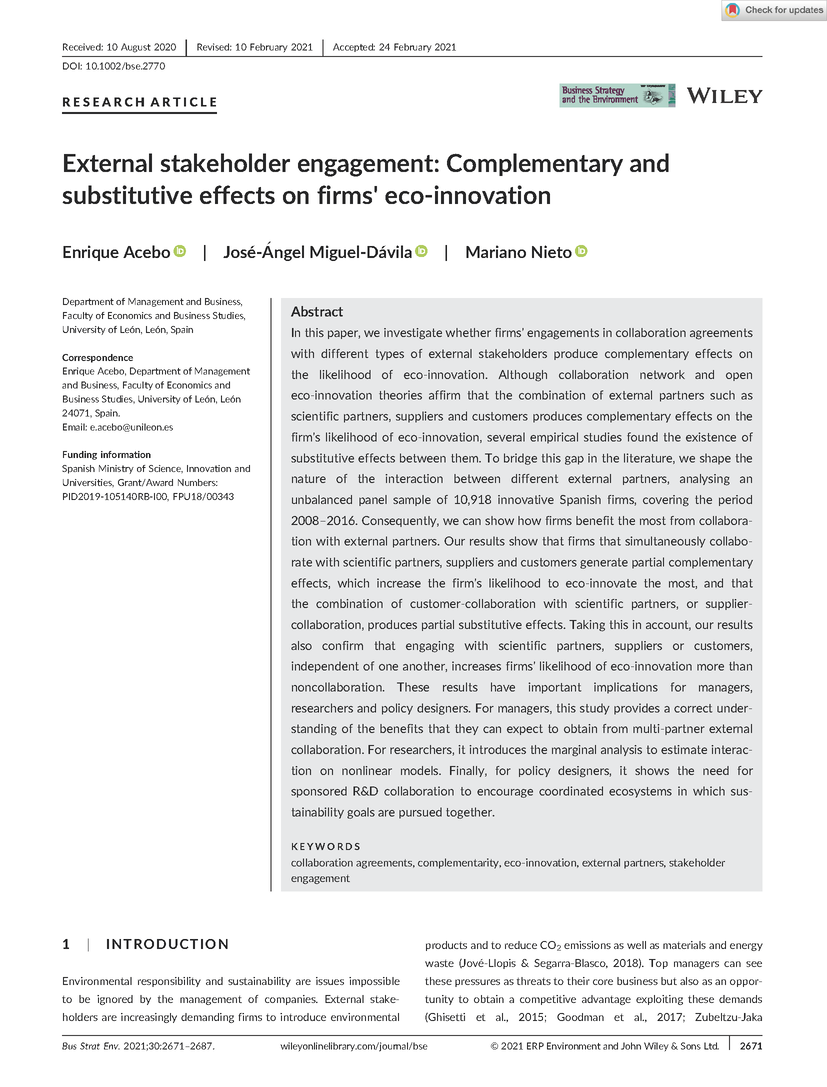 Check for updates
Received: 10 August 2020 | Revised: 10 February 2021 | Accepted: 24 February 2021
DOI: 10.1002/bse.2770
RESEARCH ARTICLE
Business Strategy
and the Environment
WILEY
External stakeholder engagement: Complementary and
substitutive effects on firms' eco-innovation
Enrique Acebo | José-Ángel Miguel-Dávila | Mariano Nieto
Department of Management and Business,
Faculty of Economics and Business Studies,
University of León, León, Spain
Correspondence
Enrique Acebo, Department of Management
and Business, Faculty of Economics and
Business Studies, University of León, León
24071, Spain.
Email: e.acebo@unileon.es
Funding information
Spanish Ministry of Science, Innovation and
Universities, Grant/Award Numbers:
PID2019-105140RB-I00, FPU18/00343
Abstract
In this paper, we investigate whether firms' engagements in collaboration agreements
with different types of external stakeholders produce complementary effects on
the likelihood of eco-innovation. Although collaboration network and open
eco-innovation theories affirm that the combination of external partners such as
scientific partners, suppliers and customers produces complementary effects on the
firm's likelihood of eco-innovation, several empirical studies found the existence of
substitutive effects between them. To bridge this gap in the literature, we shape the
nature of the interaction between different external partners, analysing an
unbalanced panel sample of 10,918 innovative Spanish firms, covering the period
2008–2016. Consequently, we can show how firms benefit the most from collabora-
tion with external partners. Our results show that firms that simultaneously collabo-
rate with scientific partners, suppliers and customers generate partial complementary
effects, which increase the firm's likelihood to eco-innovate the most, and that
the combination of customer-collaboration with scientific partners, or supplier-
collaboration, produces partial substitutive effects. Taking this in account, our results
also confirm that engaging with scientific partners, suppliers or customers,
independent of one another, increases firms' likelihood of eco-innovation more than
noncollaboration. These results have important implications for managers,
researchers and policy designers. For managers, this study provides a correct under-
standing of the benefits that they can expect to obtain from multi-partner external
collaboration. For researchers, it introduces the marginal analysis to estimate interac-
tion on nonlinear models. Finally, for policy designers, it shows the need for
sponsored R&D collaboration to encourage coordinated ecosystems in which sus-
tainability goals are pursued together.
KEYWORDS
collaboration agreements, complementarity, eco-innovation, external partners, stakeholder
engagement
1 | INTRODUCTION
Environmental responsibility and sustainability are issues impossible
to be ignored by the management of companies. External stake-
holders are increasingly demanding firms to introduce environmental
products and to reduce CO₂ emissions as well as materials and energy
waste (Jové-Llopis & Segarra-Blasco, 2018). Top managers can see
these pressures as threats to their core business but also as an oppor-
tunity to obtain a competitive advantage exploiting these demands
(Ghisetti et al., 2015; Goodman et al., 2017; Zubeltzu-Jaka
Bus Strat Env. 2021;30:2671–2687. wileyonlinelibrary.com/journal/bse © 2021 ERP Environment and John Wiley & Sons Ltd. | 2671